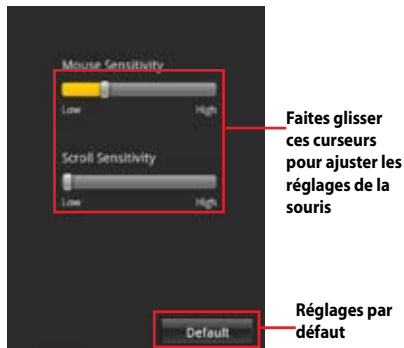 Mouse Sensitivity
Low High
Faites glisser
ces curseurs
pour ajuster les
réglages de la
souris
Scroll Sensitivity
Low High
Réglages par
défaut
Default